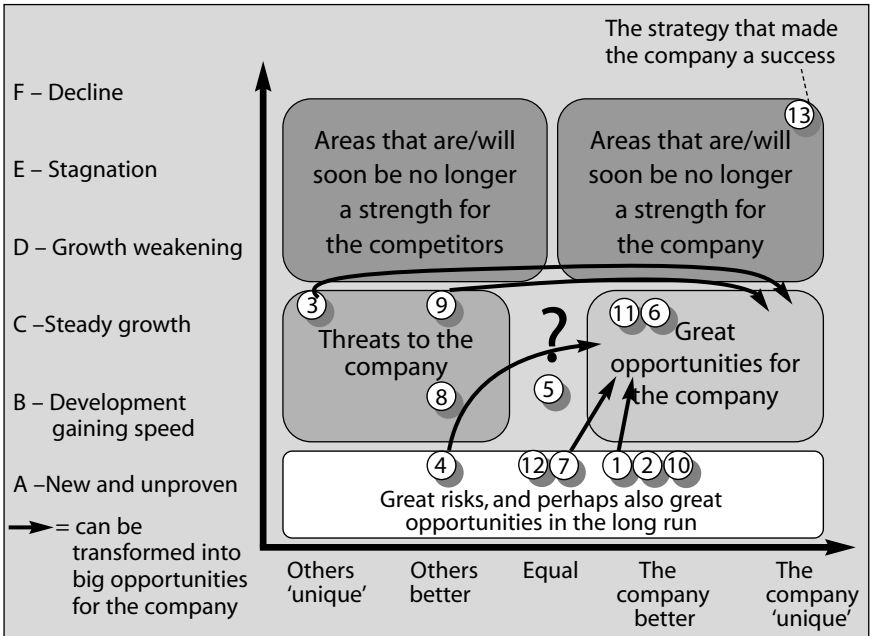 The strategy that made
the company a success
13
F – Decline
E – Stagnation
D – Growth weakening
C –Steady growth
B – Development
gaining speed
A –New and unproven
= can be
transformed into
big opportunities
for the company
Areas that are/will
soon be no longer
a strength for
the competitors
Areas that are/will
soon be no longer
a strength for
the company
3
9
Threats to the
company
8
?
5
11 6
Great
opportunities for
the company
4
12 7
1 2 10
Great risks, and perhaps also great
opportunities in the long run
Others
'unique'
Others
better
Equal
The
company
better
The
company
'unique'